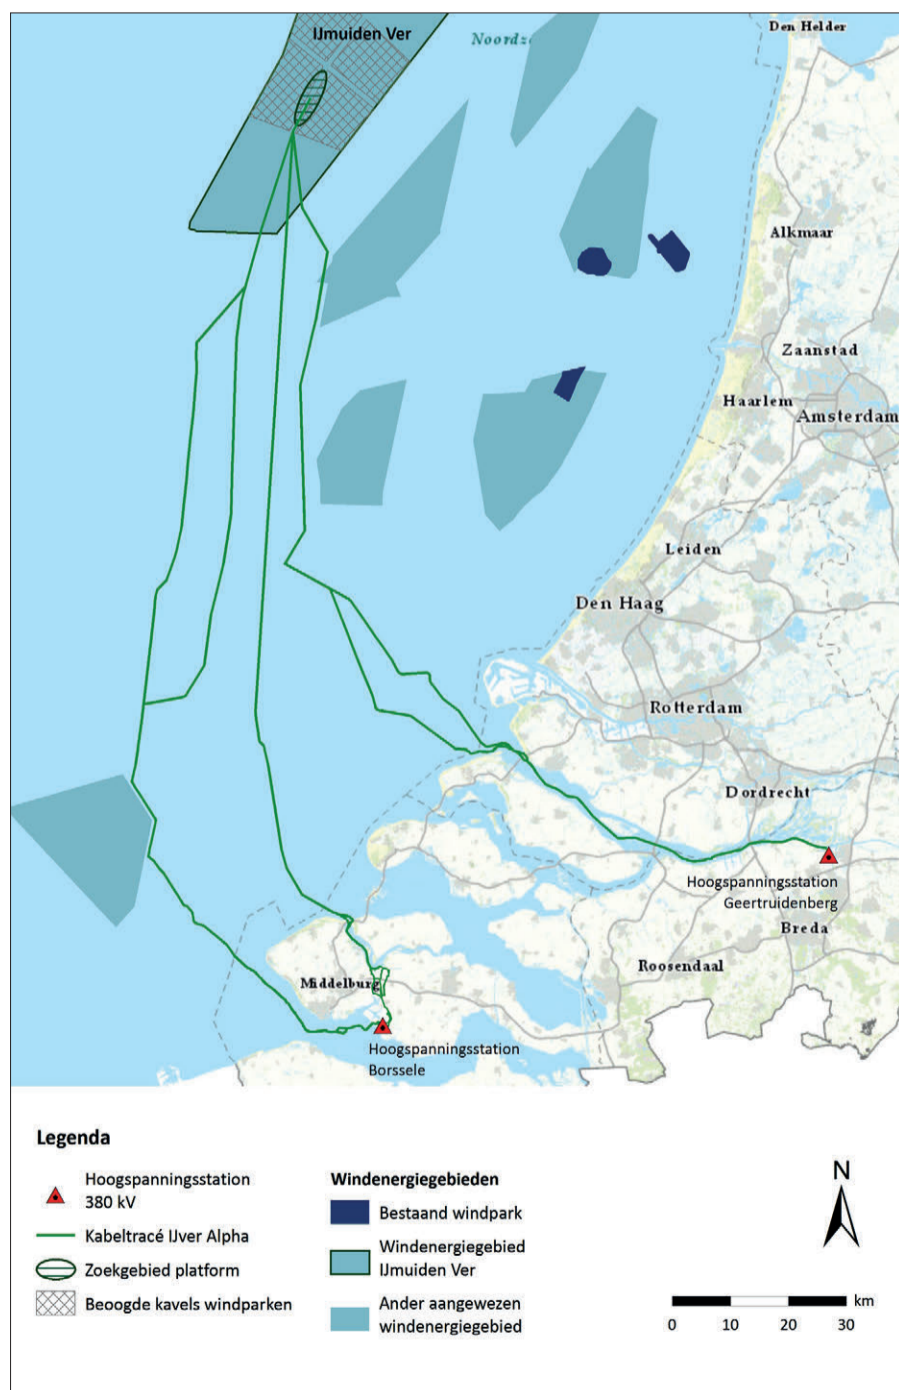 IJmuiden Ver
Noordz
Den Helder
Alkmaar
Zaanstad
Haarlem
Amsterdam
Leiden
Den Haag
Rotterdam
Dordrecht
Hoogspanningsstation
Geertruidenberg
Breda
Roosendaal
Middelburg
Hoogspanningsstation
Borssele
Legenda
Hoogspanningsstation
380 kV
Kabeltracé IJver Alpha
Zoekgebied platform
Beoogde kavels windparken
Windenergiegebieden
Bestaand windpark
Windenergiegebied
IJmuiden Ver
Ander aangewezen
windenergiegebied
N
km
0 10 20 30